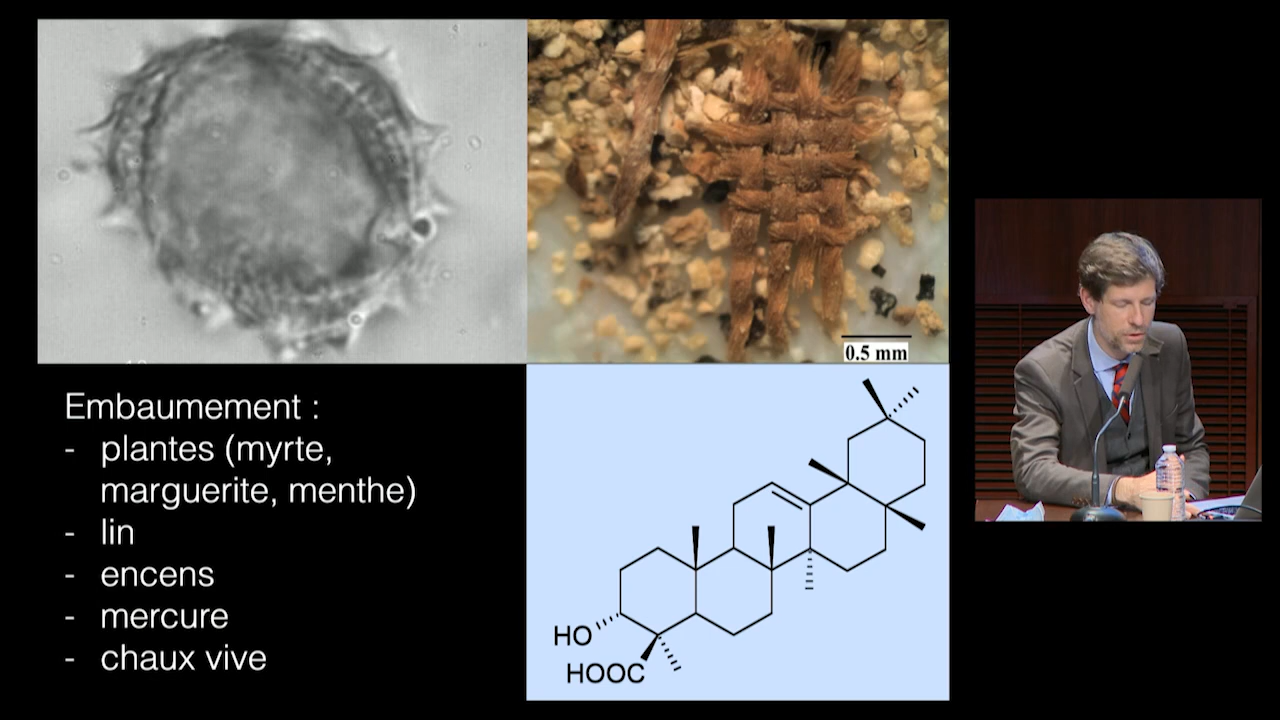 0.5 mm
Embaumement :
- plantes (myrte,
marguerite, menthe)
- lin
- encens
- mercure
- chaux vive
HO
HOOC